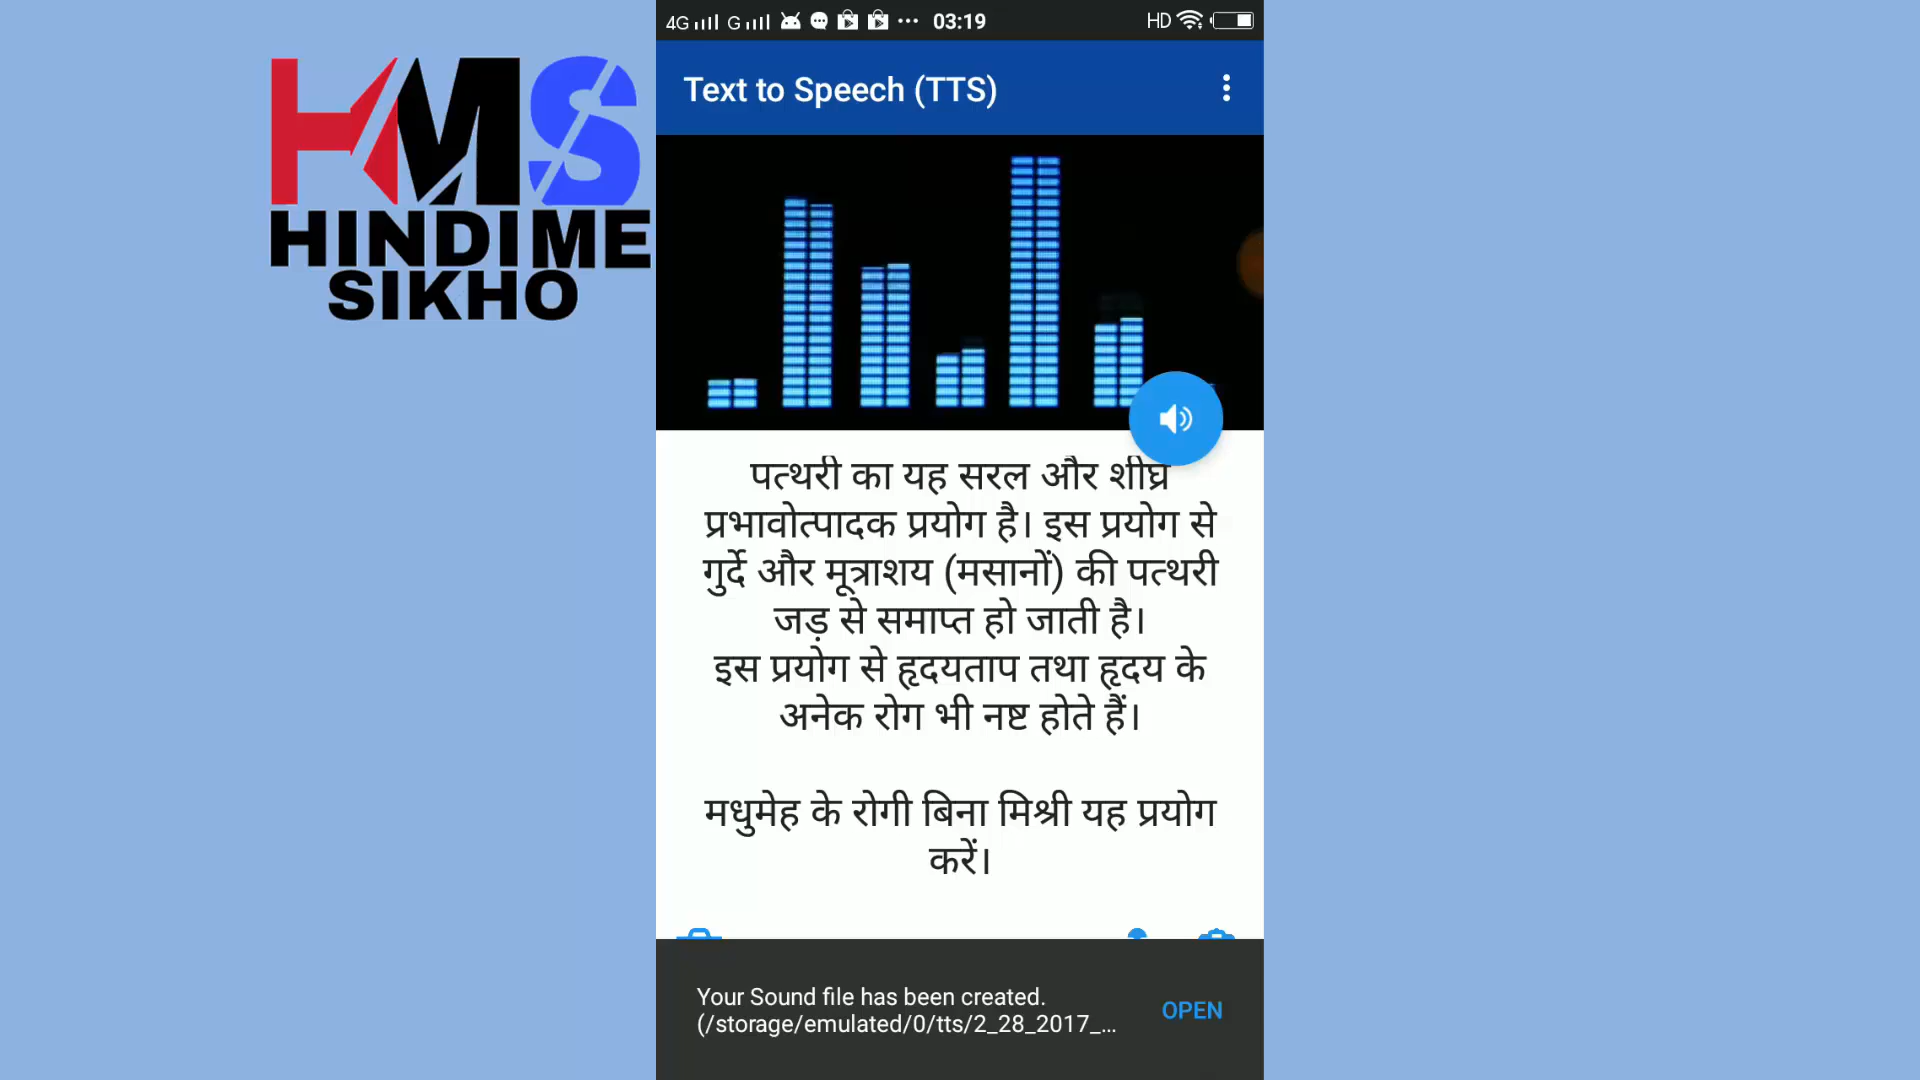 4G G 03:19 HD
Text to Speech (TTS)
HMS
HINDI ME
SIKHO
पत्थरी का यह सरल और शीघ्र
प्रभावोत्पादक प्रयोग है। इस प्रयोग से
गुर्दे और मूत्राशय (मसानों) की पत्थरी
जड़ से समाप्त हो जाती है।
इस प्रयोग से हृदयताप तथा हृदय के
अनेक रोग भी नष्ट होते हैं।
मधुमेह के रोगी बिना मिश्री यह प्रयोग
करें।
Your Sound file has been created.
(/storage/emulated/0/tts/2_28_2017_...
OPEN